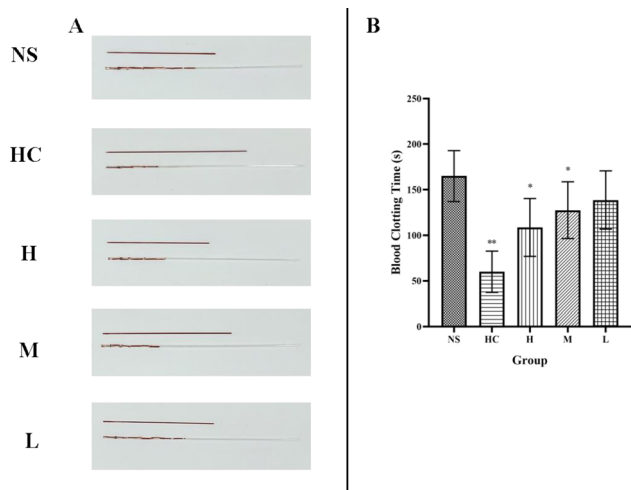 A
NS
HC
H
M
L
B
Blood Clotting Time (s)
250
200
150
100
50
0
**
*
*
NS HC H M L
Group